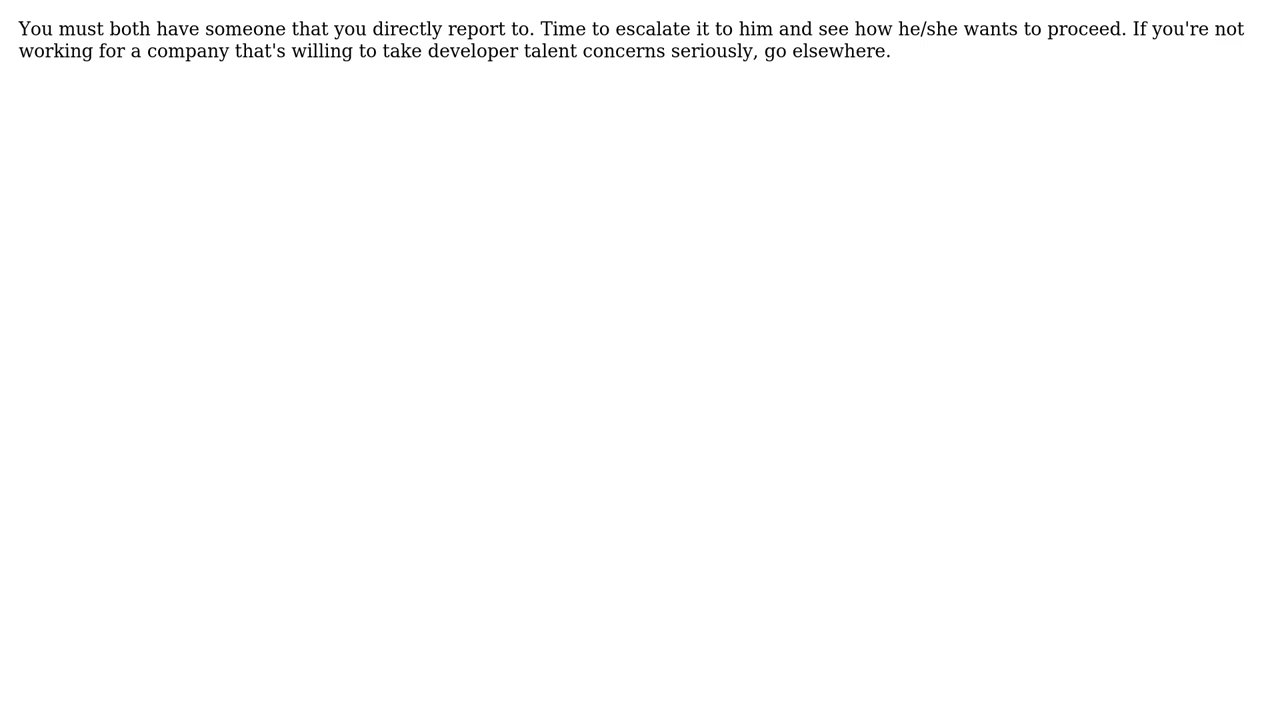 You must both have someone that you directly report to. Time to escalate it to him and see how he/she wants to proceed. If you're not
working for a company that's willing to take developer talent concerns seriously, go elsewhere.